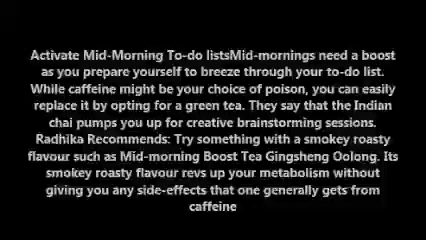 Activate Mid-Morning To-do listsMid-mornings need a boost
as you prepare yourself to breeze through your to-do list.
While caffeine might be your choice of poison, you can easily
replace it by opting for a green tea. They say that the Indian
chai pumps you up for creative brainstorming sessions.
Radhika Recommends: Try something with a smokey roasty
flavour such as Mid-morning Boost Tea Gingsheng Oolong. Its
smokey roasty flavour revs up your metabolism without
giving you any side-effects that one generally gets from
caffeine